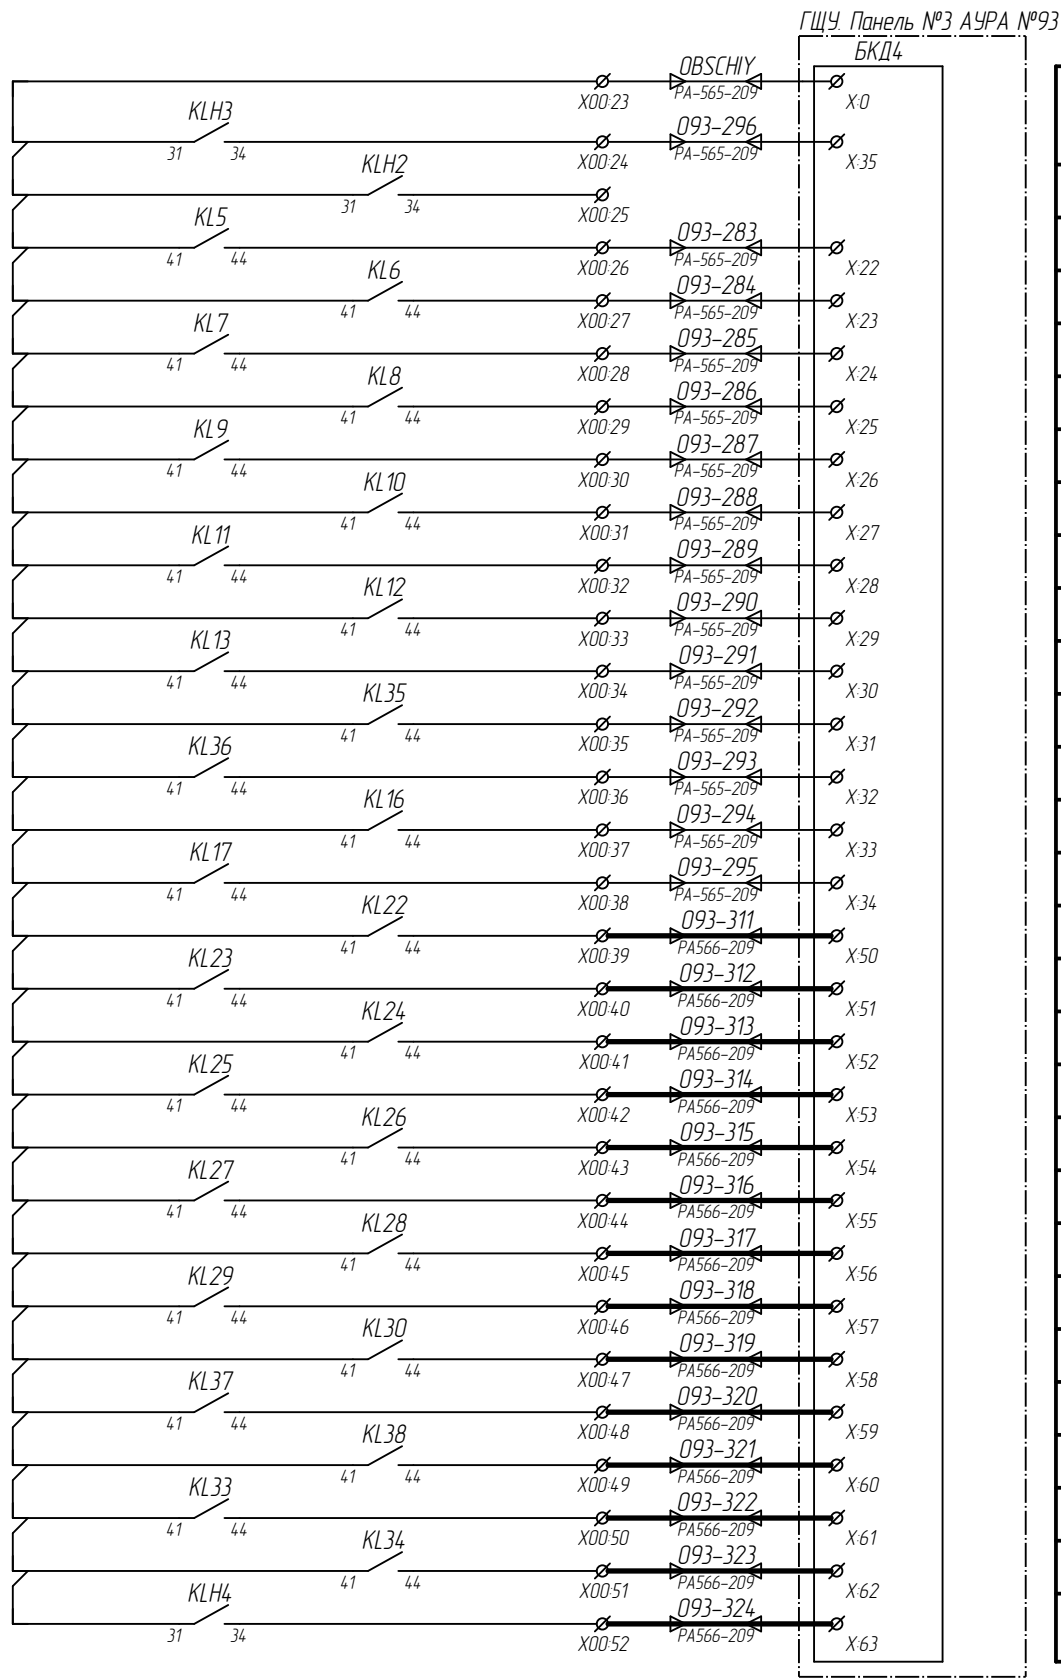 ГЩУ. Панель №3 АУРА №93
БКД4
OBSCHIY
X00:23 PA-565-209 X:0
KLH3 093-296
31 34 X00:24 PA-565-209 X:35
KLH2
31 34 X00:25
KL5 093-283
41 44 X00:26 PA-565-209 X:22
KL6 093-284
41 44 X00:27 PA-565-209 X:23
KL7 093-285
41 44 X00:28 PA-565-209 X:24
KL8 093-286
41 44 X00:29 PA-565-209 X:25
KL9 093-287
41 44 X00:30 PA-565-209 X:26
KL10 093-288
41 44 X00:31 PA-565-209 X:27
KL11 093-289
41 44 X00:32 PA-565-209 X:28
KL12 093-290
41 44 X00:33 PA-565-209 X:29
KL13 093-291
41 44 X00:34 PA-565-209 X:30
KL35 093-292
41 44 X00:35 PA-565-209 X:31
KL36 093-293
41 44 X00:36 PA-565-209 X:32
KL16 093-294
41 44 X00:37 PA-565-209 X:33
KL17 093-295
41 44 X00:38 PA-565-209 X:34
KL22 093-311
41 44 X00:39 PA566-209 X:50
KL23 093-312
41 44 X00:40 PA566-209 X:51
KL24 093-313
41 44 X00:41 PA566-209 X:52
KL25 093-314
41 44 X00:42 PA566-209 X:53
KL26 093-315
41 44 X00:43 PA566-209 X:54
KL27 093-316
41 44 X00:44 PA566-209 X:55
KL28 093-317
41 44 X00:45 PA566-209 X:56
KL29 093-318
41 44 X00:46 PA566-209 X:57
KL30 093-319
41 44 X00:47 PA566-209 X:58
KL37 093-320
41 44 X00:48 PA566-209 X:59
KL38 093-321
41 44 X00:49 PA566-209 X:60
KL33 093-322
41 44 X00:50 PA566-209 X:61
KL34 093-323
41 44 X00:51 PA566-209 X:62
KLH4 093-324
31 34 X00:52 PA566-209 X:63